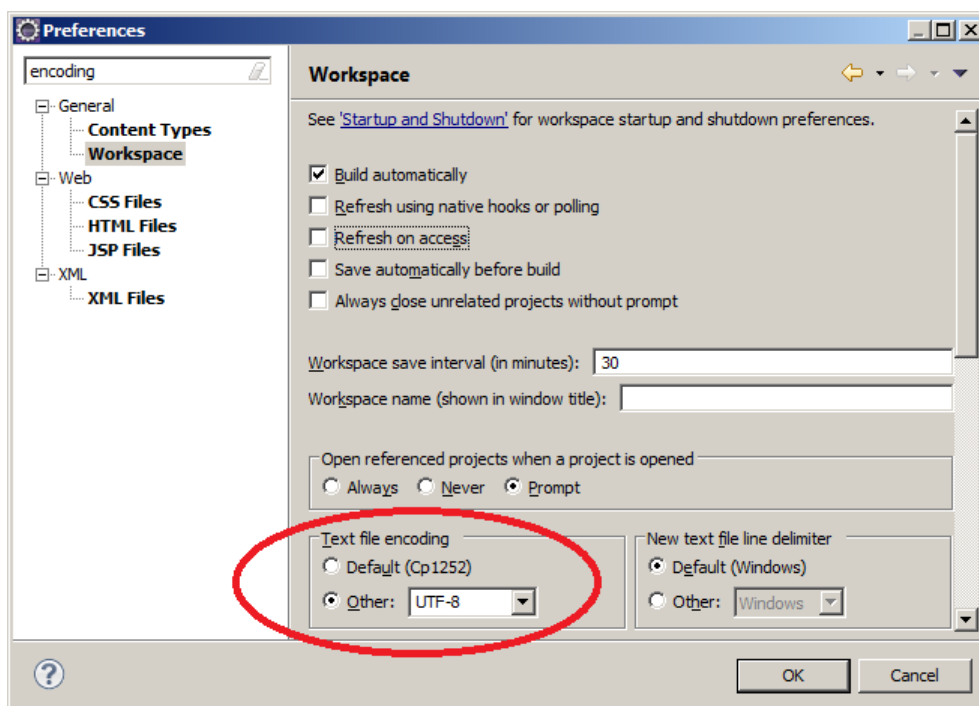 Preferences
encoding
General
Content Types
Workspace
Web
CSS Files
HTML Files
JSP Files
XML
XML Files
Workspace
See 'Startup and Shutdown' for workspace startup and shutdown preferences.
Build automatically
Refresh using native hooks or polling
Refresh on access
Save automatically before build
Always close unrelated projects without prompt
Workspace save interval (in minutes): 30
Workspace name (shown in window title):
Open referenced projects when a project is opened
Always Never Prompt
Text file encoding
Default (Cp1252)
Other: UTF-8
New text file line delimiter
Default (Windows)
Other: Windows
? OK Cancel